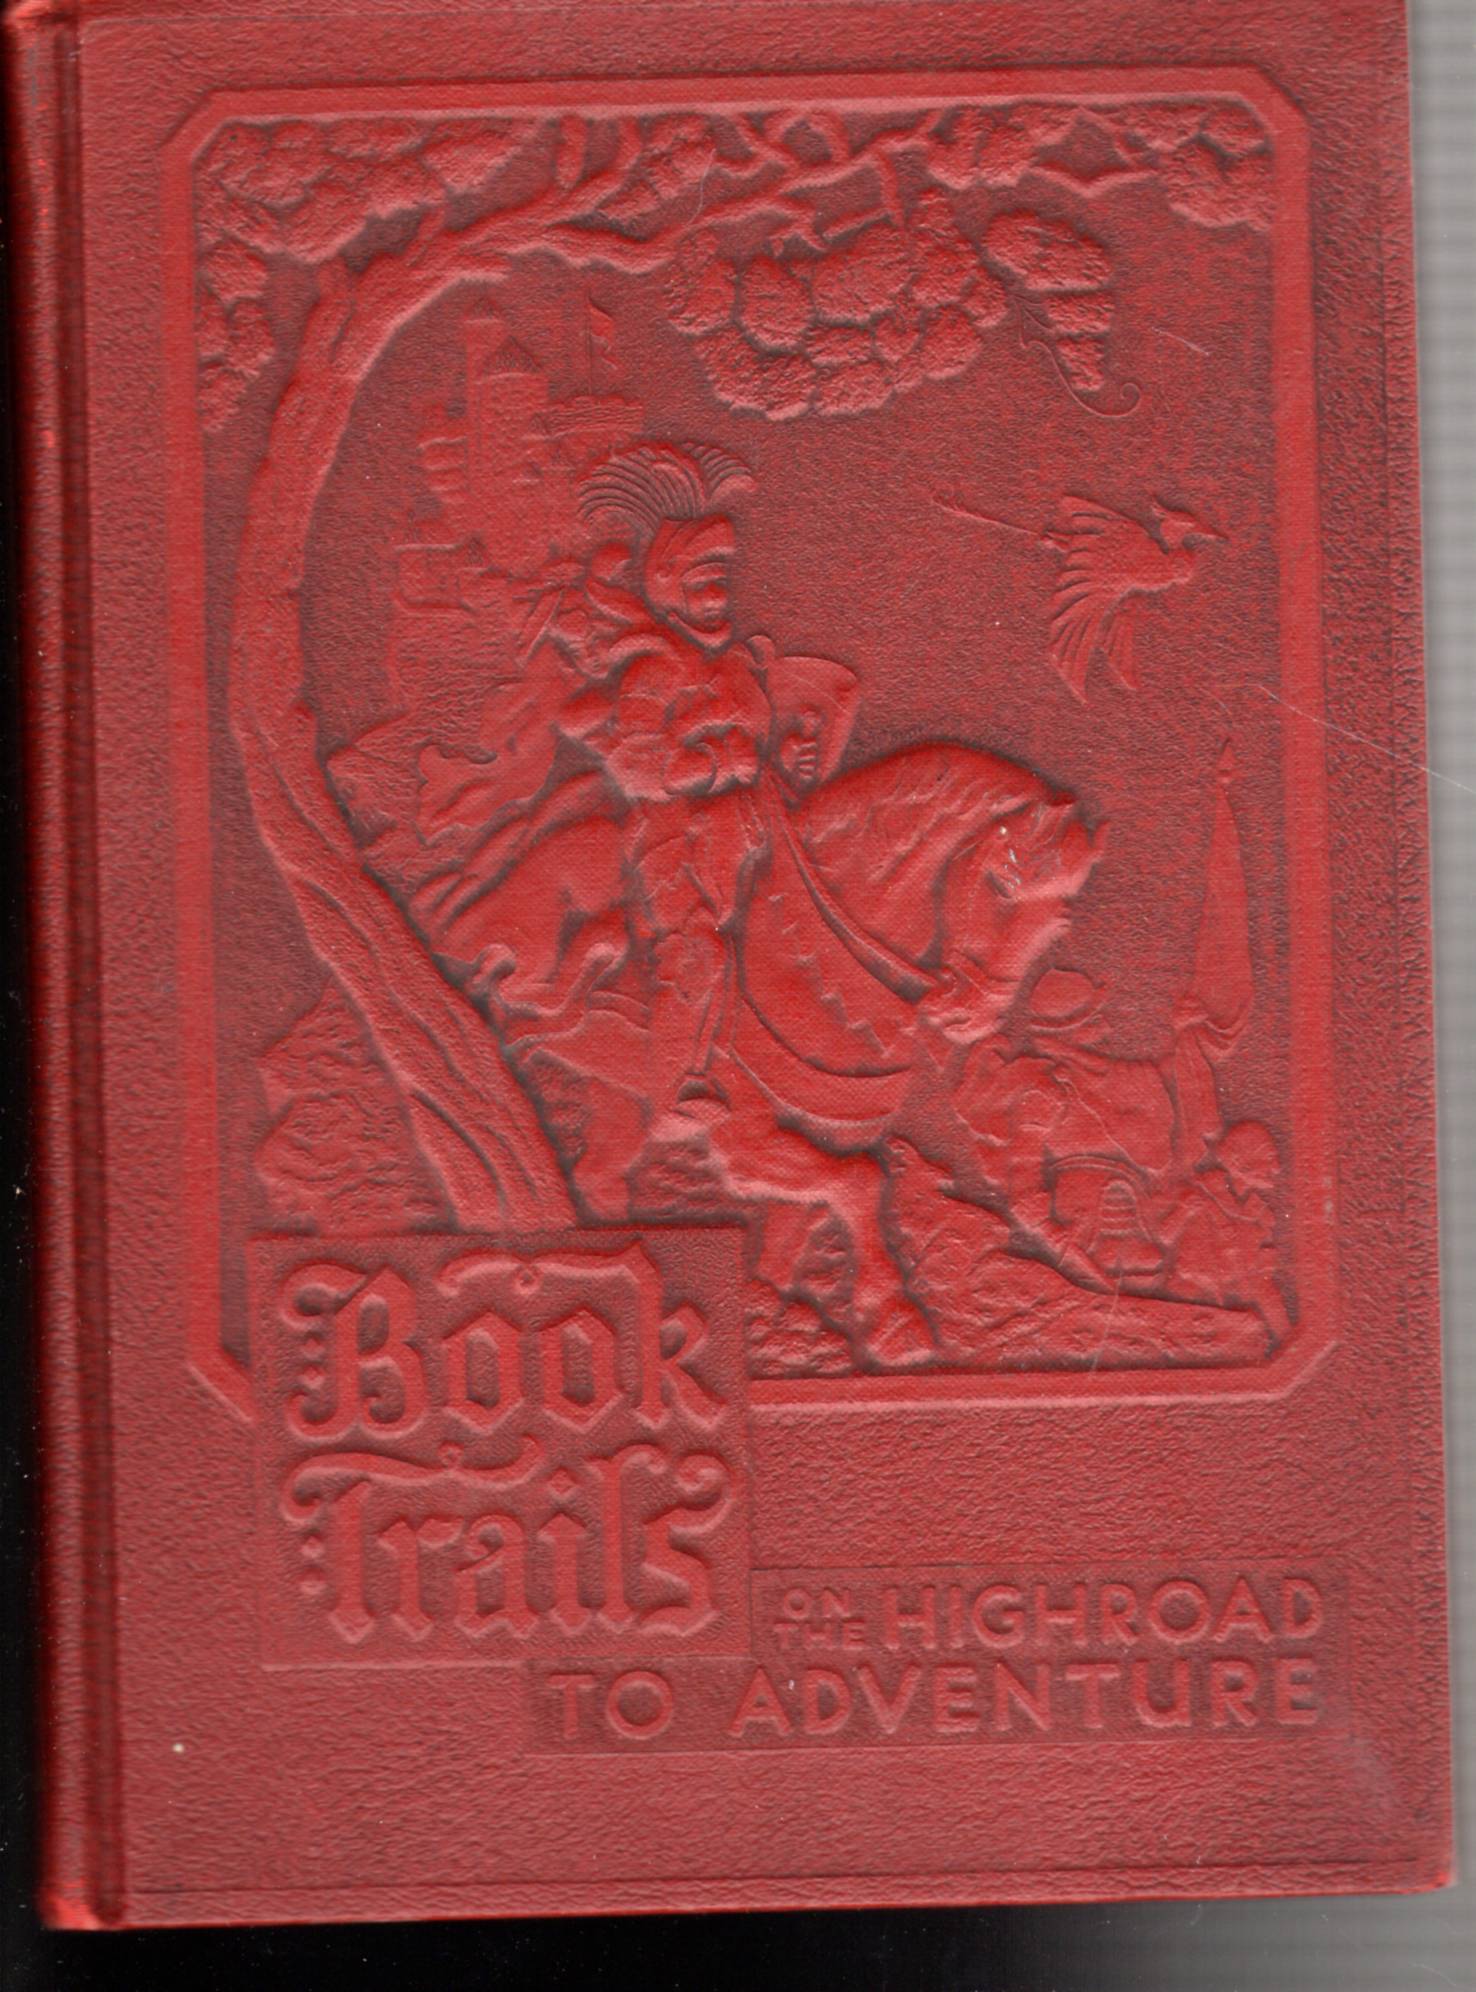 Book
Trails
ON
THE HIGHROAD
TO ADVENTURE